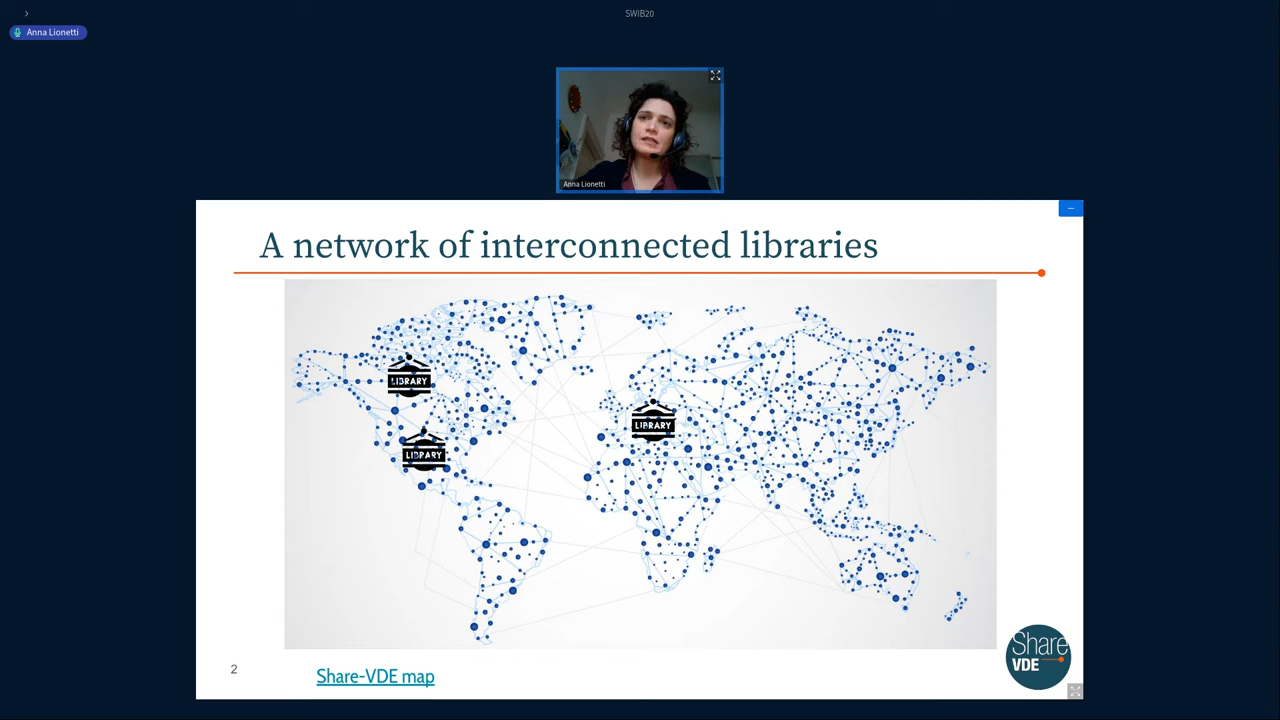 SWIB20
Anna Lionetti
Anna Lionetti
A network of interconnected libraries
LIBRARY
LIBRARY
LIBRARY
Share
VDE
2
Share-VDE map